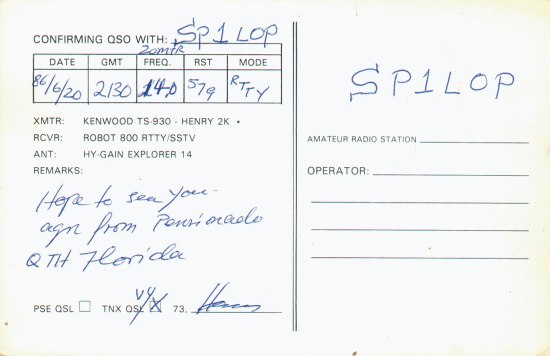 CONFIRMING QSO WITH: SP1LOP
20mtr
DATE GMT FREQ. RST MODE
86/6/20 2130 14.0 579 RTTY
XMTR: KENWOOD TS-930 - HENRY 2K •
RCVR: ROBOT 800 RTTY/SSTV
ANT: HY-GAIN EXPLORER 14
REMARKS:
Hope to see you-
agn from Pensionado
QTH Florida
PSE QSL TNX QSL 73, Henry
SP1LOP
AMATEUR RADIO STATION
OPERATOR: